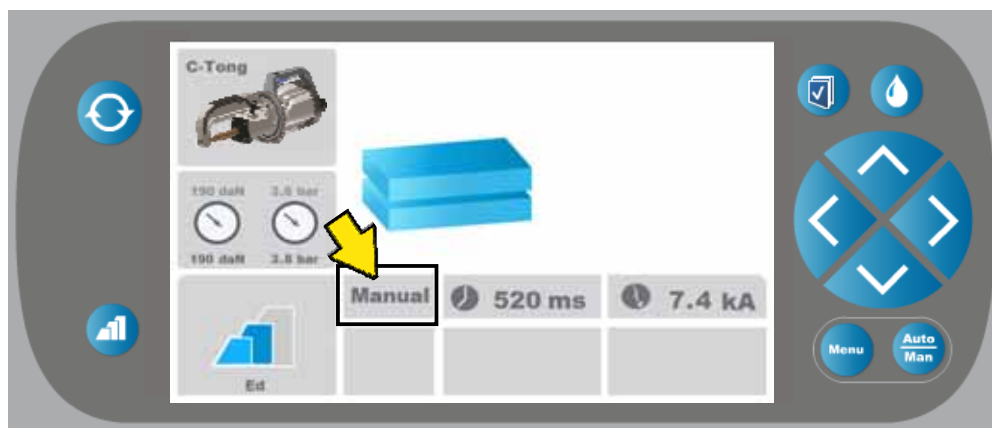 C-Tong
190 daN 3.8 bar
190 daN 3.8 bar
Manual 520 ms 7.4 kA
Ed
Menu
Auto
Man